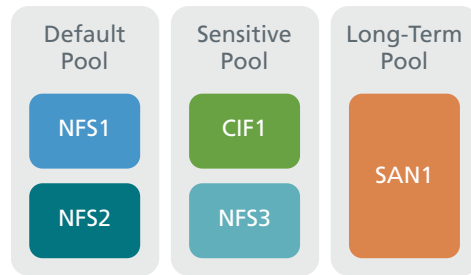 Default
Pool
NFS1
NFS2
Sensitive
Pool
CIF1
NFS3
Long-Term
Pool
SAN1